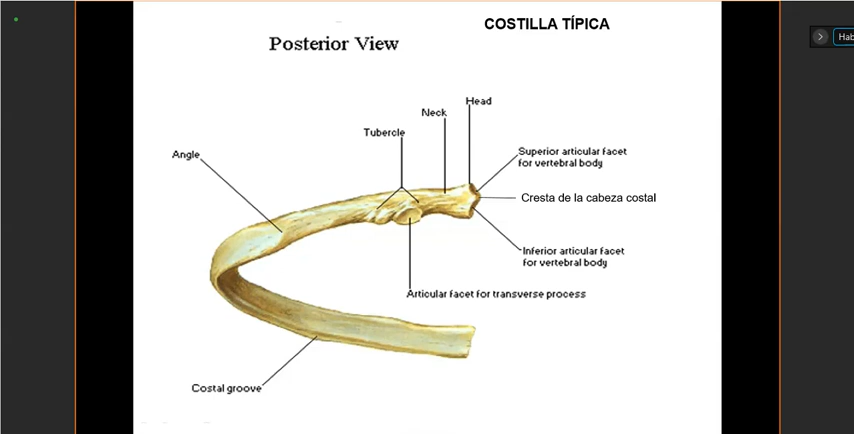 COSTILLA TÍPICA
Posterior View
Head
Neck
Tubercle
Angle
Superior articular facet
for vertebral body
Cresta de la cabeza costal
Inferior articular facet
for vertebral body
Articular facet for transverse process
Costal groove
Hab